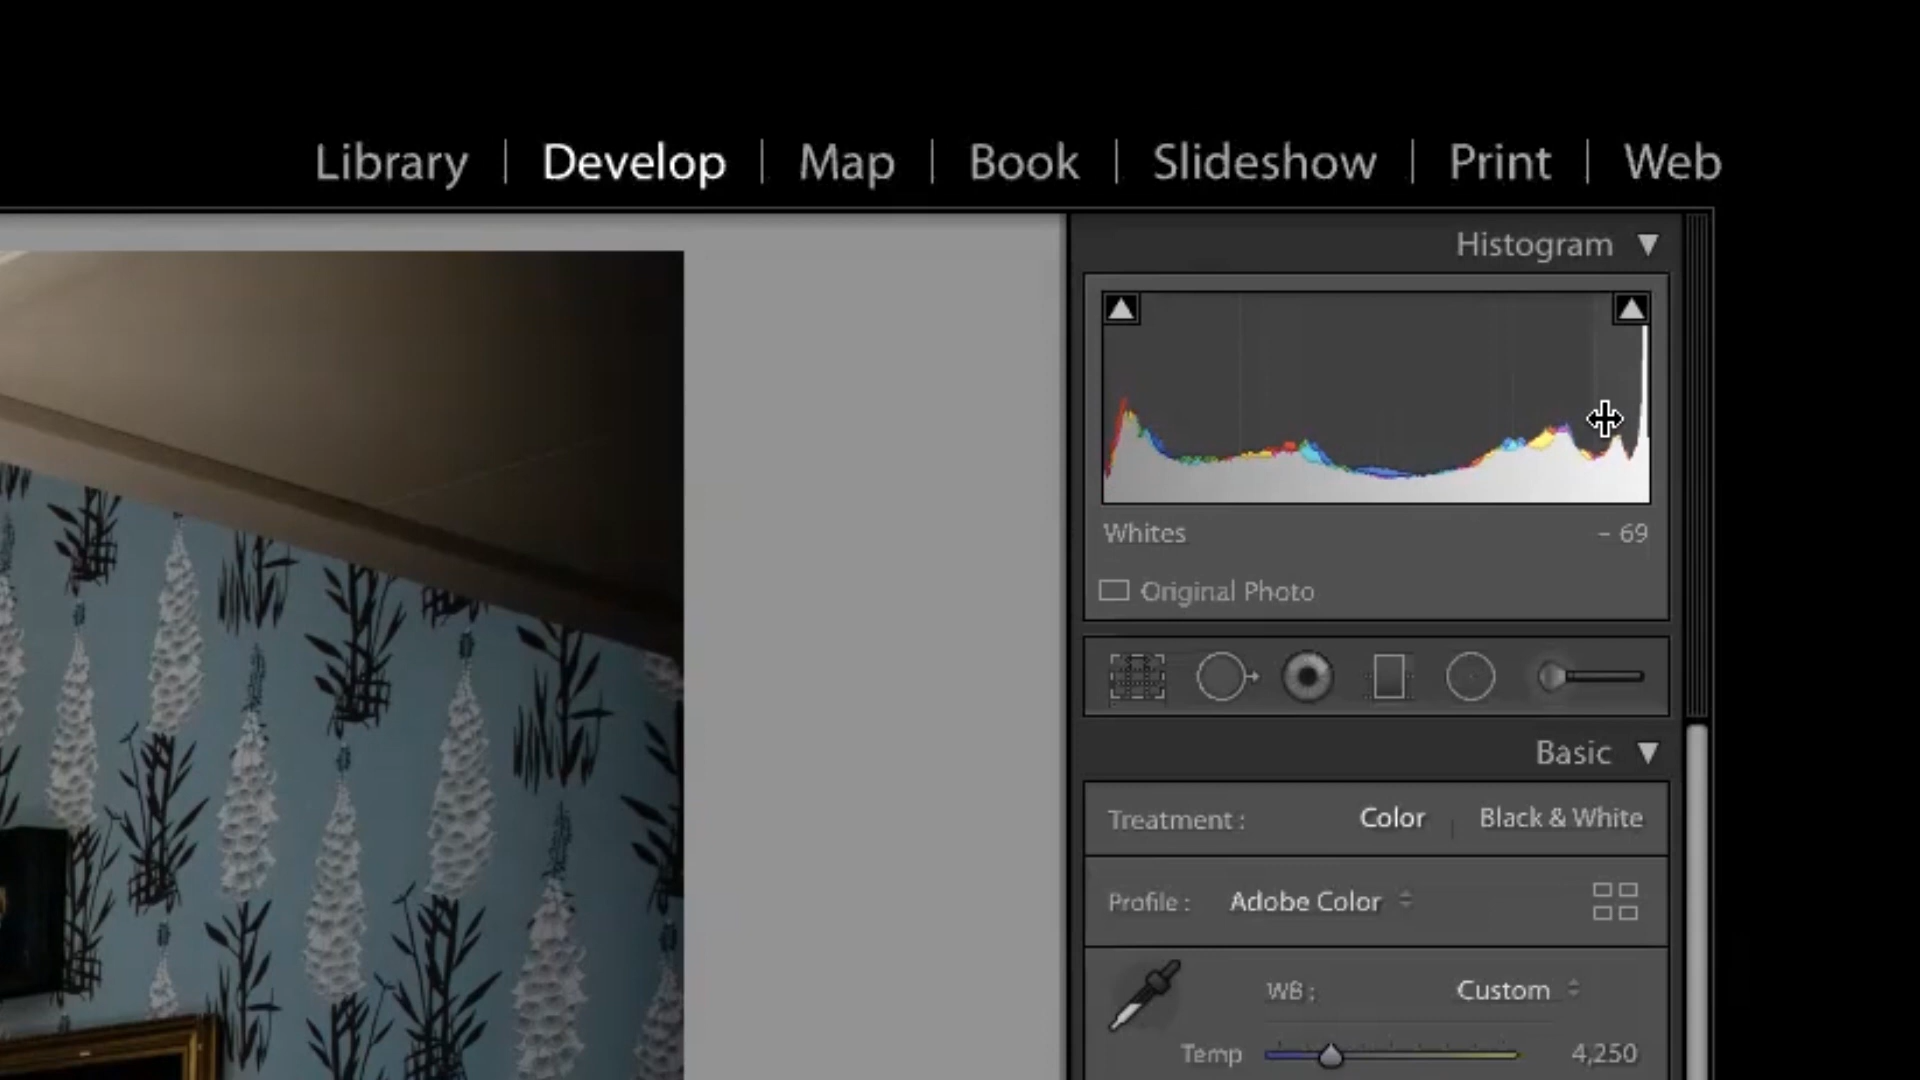 Library | Develop | Map | Book | Slideshow | Print | Web
Histogram
Whites – 69
Original Photo
Basic
Treatment : Color Black & White
Profile : Adobe Color
WB : Custom
Temp 4,250